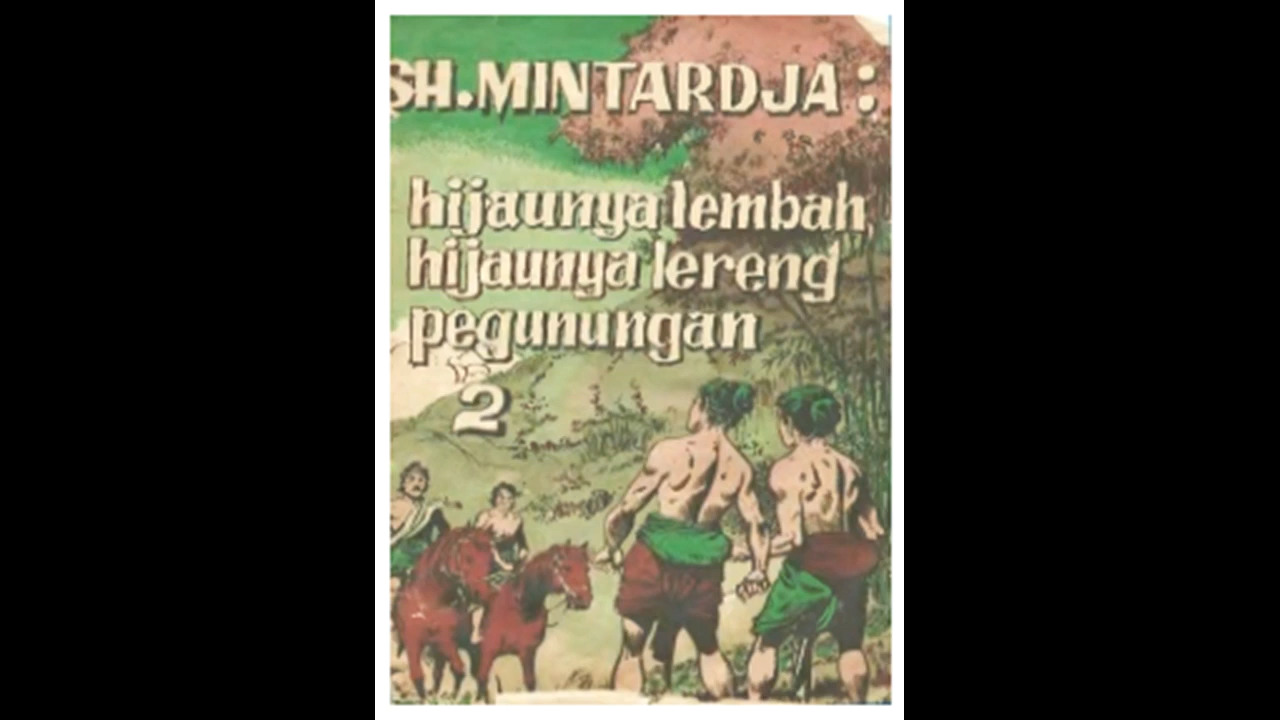 SH.MINTARDJA:
hijaunya lembah,
hijaunya lereng
pegunungan
2